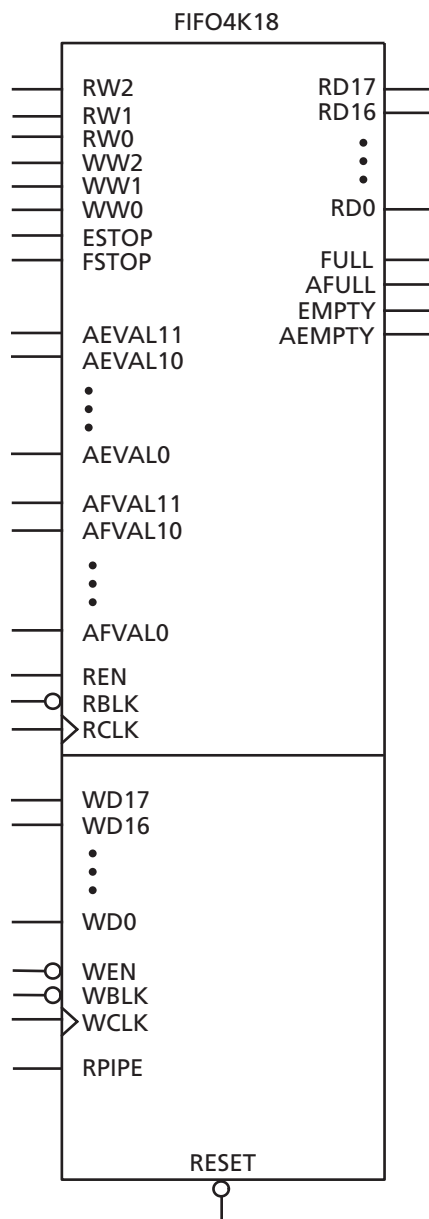 FIFO4K18
RW2
RD17
RW1
RD16
RW0
WW2
WW1
WW0
RD0
ESTOP
FSTOP
FULL
AFULL
EMPTY
AEMPTY
AEVAL11
AEVAL10
AEVAL0
AFVAL11
AFVAL10
AFVAL0
REN
RBLK
RCLK
WD17
WD16
WD0
WEN
WBLK
WCLK
RPIPE
RESET